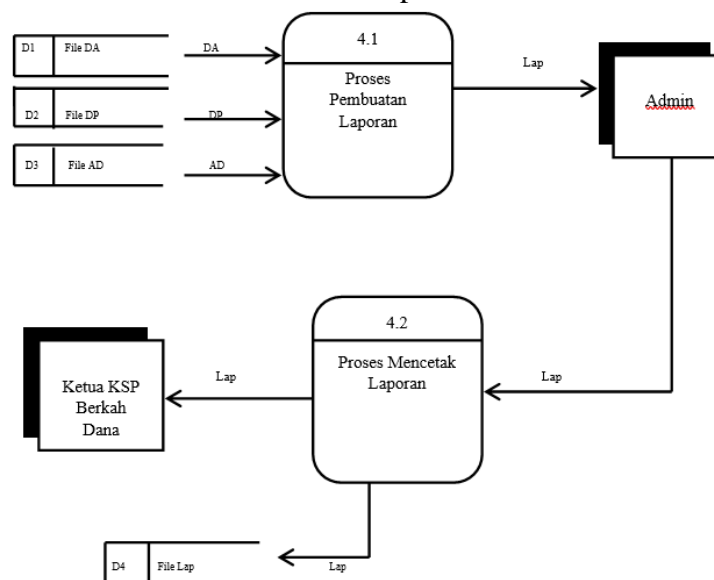 D1 File DA
DA
4.1
Proses
Pembuatan
Laporan
Lap
Admin
D2 File DP
DP
D3 File AD
AD
4.2
Proses Mencetak
Laporan
Lap
Lap
Ketua KSP
Berkah
Dana
D4 File Lap
Lap